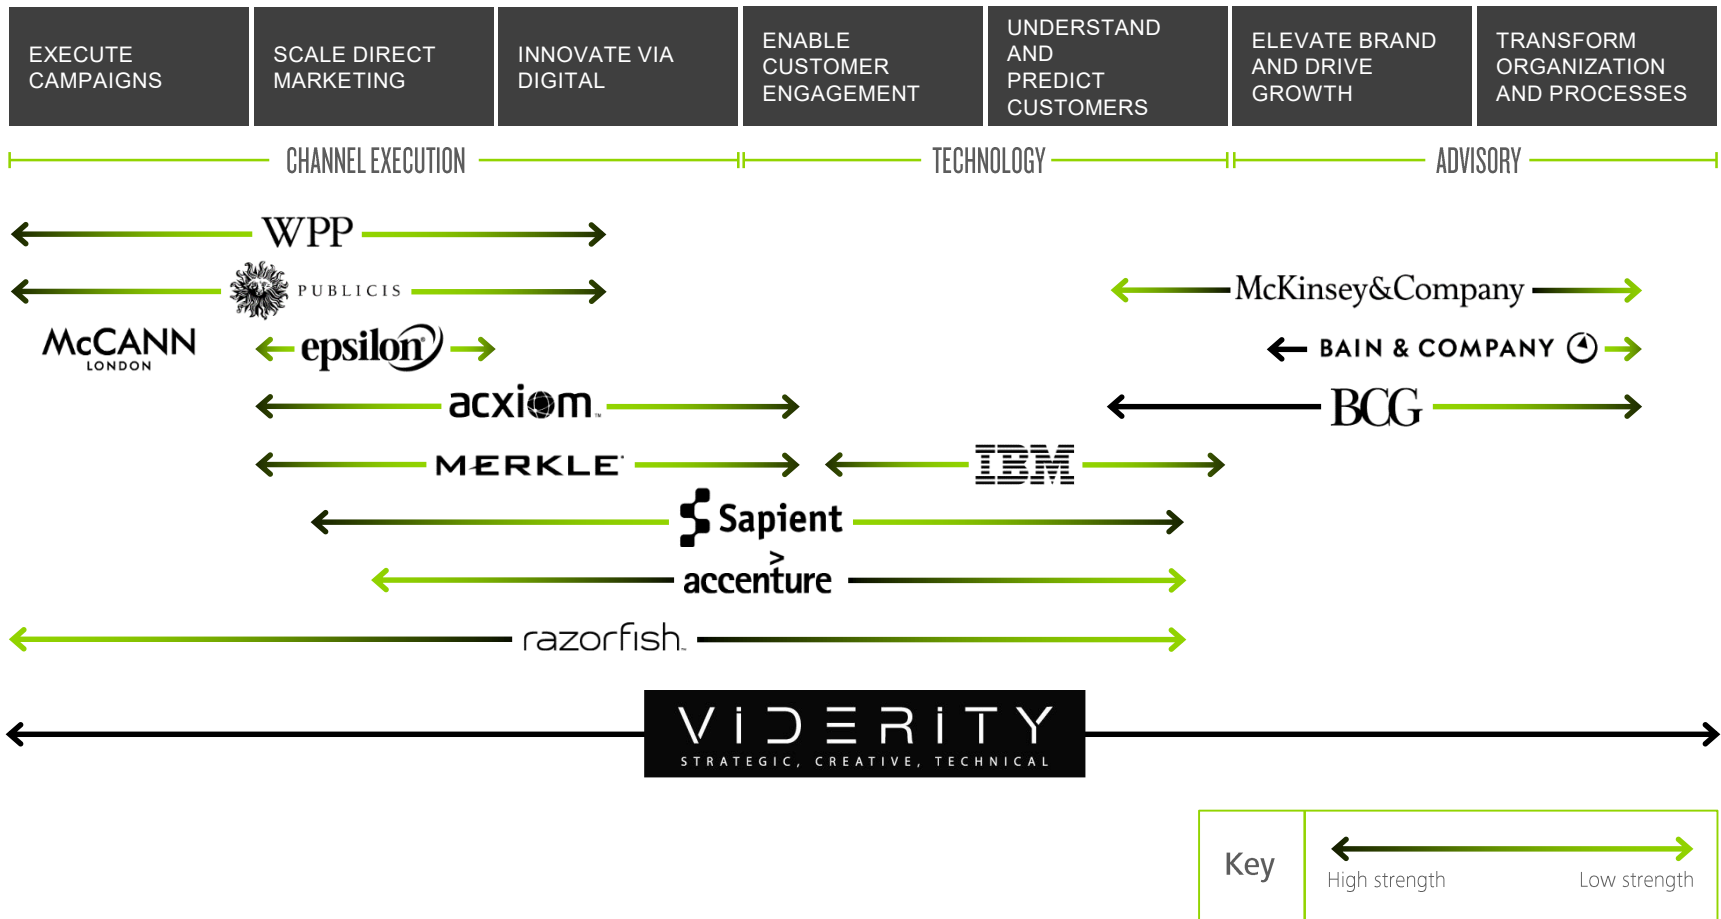 EXECUTE
CAMPAIGNS
SCALE DIRECT
MARKETING
INNOVATE VIA
DIGITAL
ENABLE
CUSTOMER
ENGAGEMENT
UNDERSTAND
AND
PREDICT
CUSTOMERS
ELEVATE BRAND
AND DRIVE
GROWTH
TRANSFORM
ORGANIZATION
AND PROCESSES
CHANNEL EXECUTION
TECHNOLOGY
ADVISORY
WPP
PUBLICIS
McKinsey&Company
McCANN
LONDON
epsilon®
BAIN & COMPANY
acxiom™
BCG
MERKLE
IBM
Sapient
>
accenture
razorfish™
ViDERiTY
STRATEGIC, CREATIVE, TECHNICAL
Key
High strength
Low strength